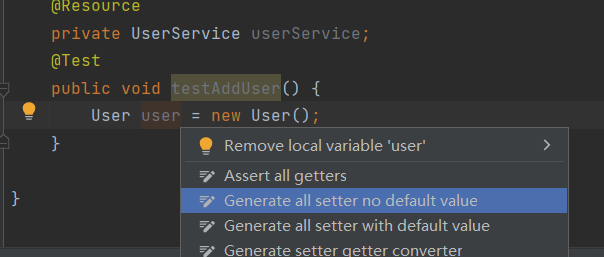 @Resource
private UserService userService;
@Test
public void testAddUser() {
User user = new User();
}
}
Remove local variable 'user'
Assert all getters
Generate all setter no default value
Generate all setter with default value
Generate setter getter converter